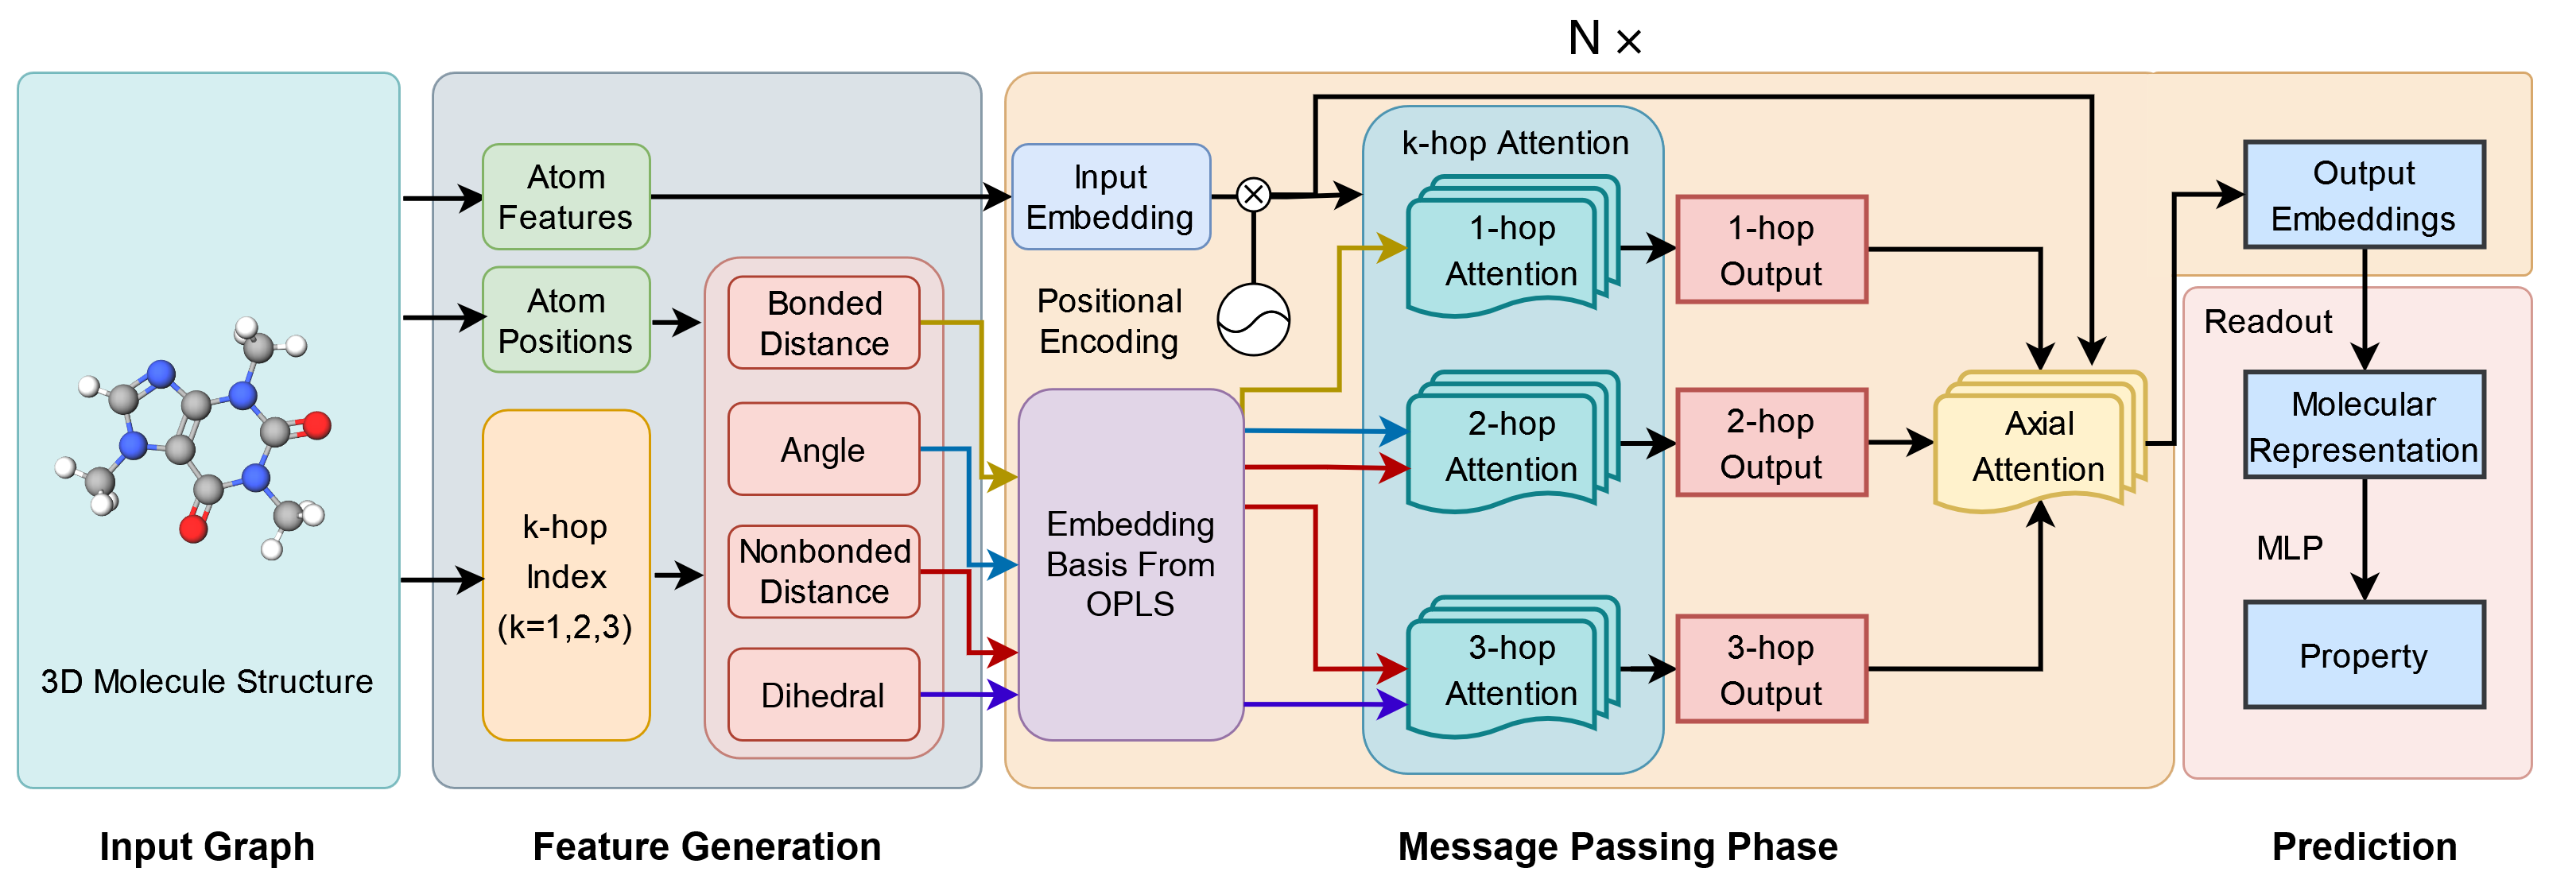 N ×
3D Molecule Structure
Input Graph
Atom
Features
Atom
Positions
k-hop
Index
(k=1,2,3)
Bonded
Distance
Angle
Nonbonded
Distance
Dihedral
Feature Generation
Input
Embedding
Positional
Encoding
Embedding
Basis From
OPLS
k-hop Attention
1-hop
Attention
2-hop
Attention
3-hop
Attention
1-hop
Output
2-hop
Output
3-hop
Output
Axial
Attention
Message Passing Phase
Output
Embeddings
Readout
Molecular
Representation
MLP
Property
Prediction